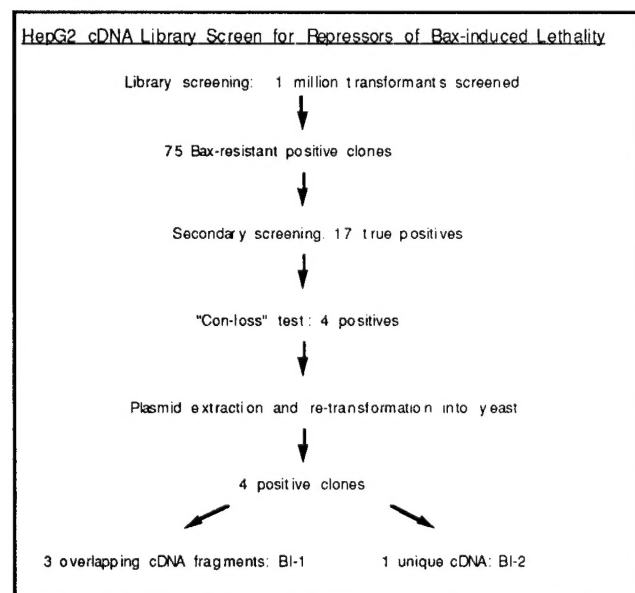 HepG2 cDNA Library Screen for Repressors of Bax-induced Lethality
Library screening: 1 million transformants screened
75 Bax-resistant positive clones
Secondary screening. 17 true positives
"Con-loss" test: 4 positives
Plasmid extraction and re-transformation into yeast
4 positive clones
3 overlapping cDNA fragments: BI-1
1 unique cDNA: BI-2